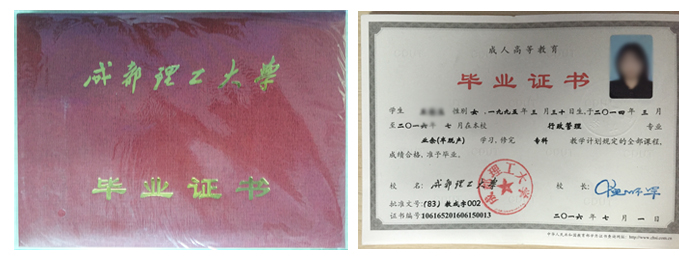 成都理工大学
毕业证书
成人高等教育
毕业证书
学生 性别 女, 一九九五年 三 月 三十 日生,于二〇一四年 三 月
至二〇一六年 七 月在本校 行政管理 专业
业余(半脱产) 学习,修完 专科 教学计划规定的全部课程,
成绩合格,准予毕业。
校 名: 成都理工大学 校 长:
批准文号: (83) 教成字002
证书编号: 106165201606150013
二〇一六年 七 月 一 日